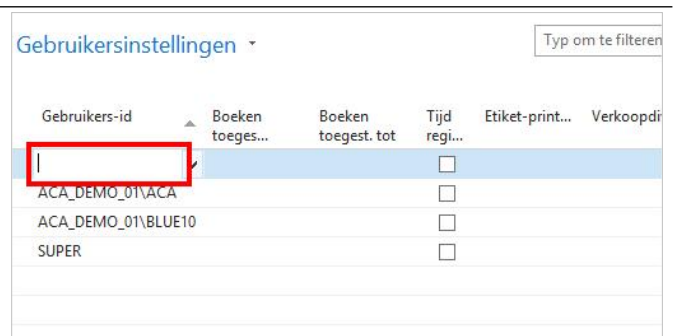 Gebruikersinstellingen
Typ om te filteren
Gebruikers-id Boeken toeges... Boeken toegest. tot Tijd regi... Etiket-print... Verkoopdi
ACA_DEMO_01\ACA
ACA_DEMO_01\BLUE10
SUPER